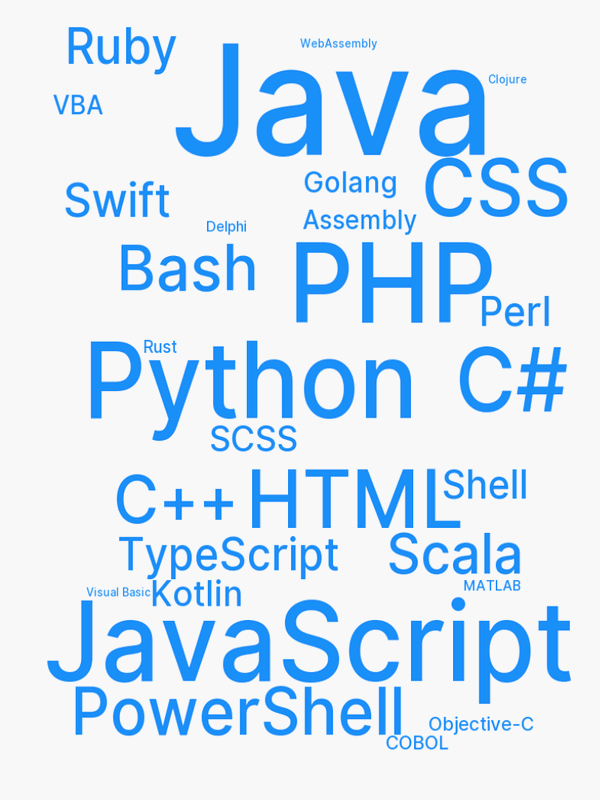 Ruby
WebAssembly
Java
Clojure
VBA
Golang
CSS
Swift
Assembly
Delphi
Bash
PHP
Perl
Rust
Python
C#
SCSS
C++
HTML
Shell
TypeScript
Scala
Visual Basic
Kotlin
MATLAB
JavaScript
PowerShell
Objective-C
COBOL